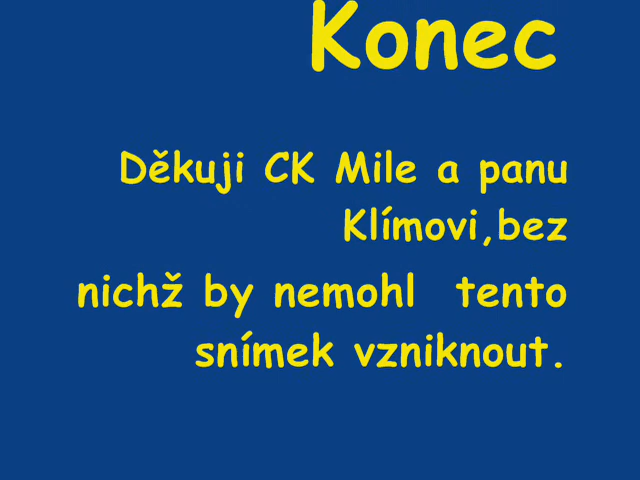 Konec
Děkuji CK Mile a panu
Klímovi,bez
nichž by nemohl tento
snímek vzniknout.